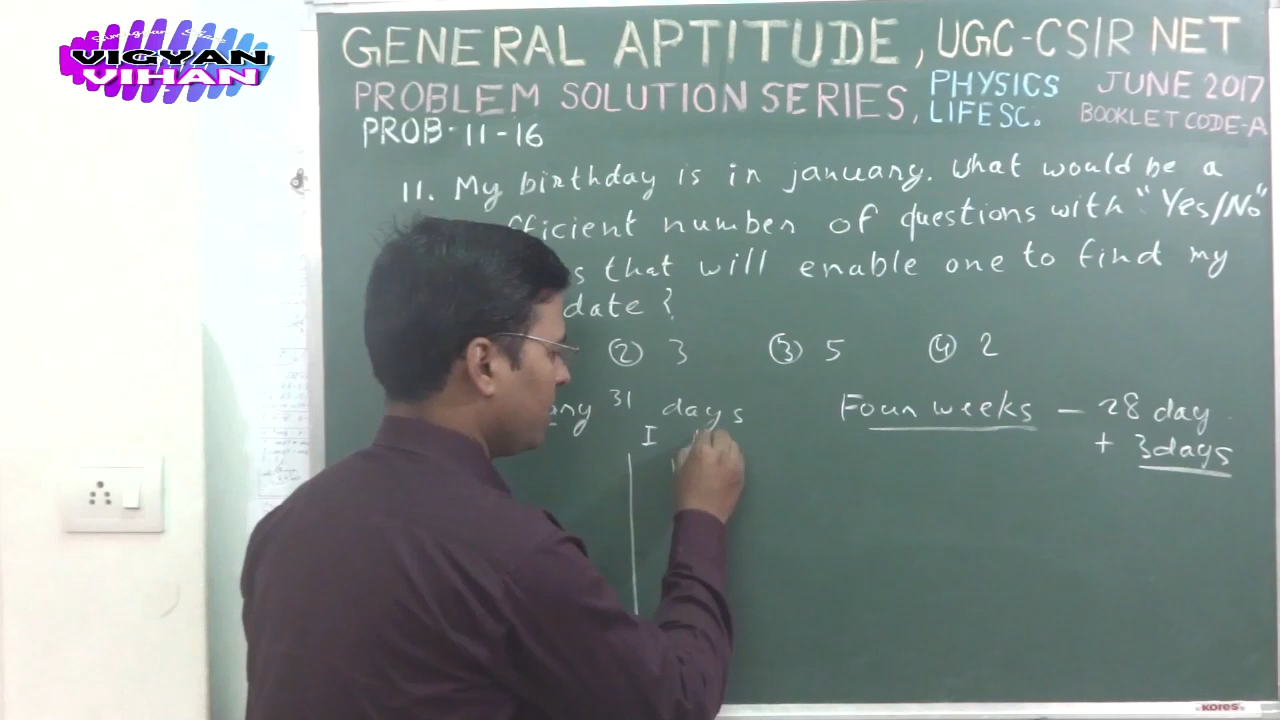 VIGYAN
VIHAN
GENERAL APTITUDE, UGC-CSIR NET
PROBLEM SOLUTION SERIES, PHYSICS JUNE 2017
LIFE SC. BOOKLET CODE-A
PROB-11-16
11. My birthday is in january. What would be a
fficient number of questions with "Yes/No"
s that will enable one to find my
date?
② 3 ③ 5 ④ 2
31 days Four weeks - 28 day
I + 3days
KORES